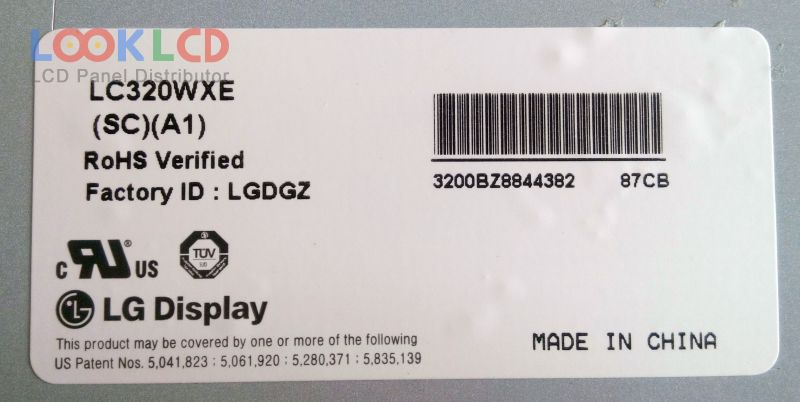 LOOKLCD
LCD Panel Distributor
LC320WXE
(SC)(A1)
RoHS Verified
Factory ID : LGDGZ
3200BZ8844382 87CB
c RU ® US
TÜV
LG Display
This product may be covered by one or more of the following
US Patent Nos. 5,041,823 : 5,061,920 : 5,280,371 : 5,835,139
MADE IN CHINA